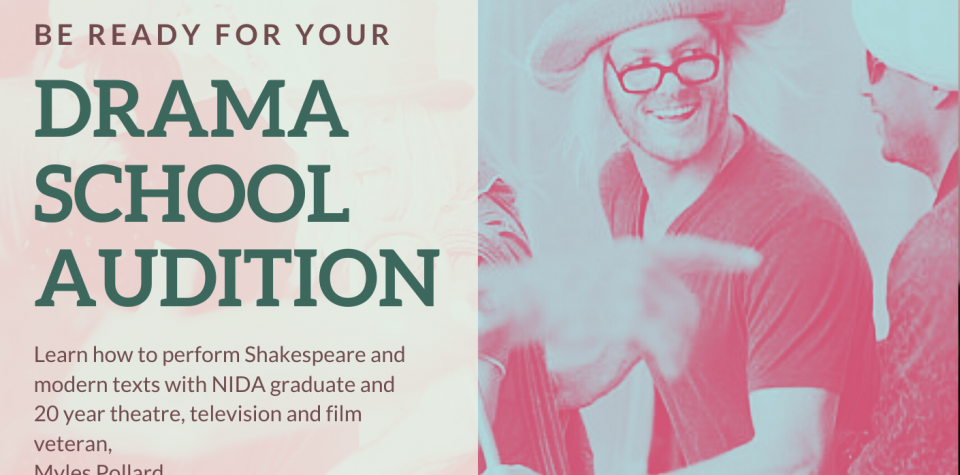 BE READY FOR YOUR
DRAMA
SCHOOL
AUDITION
Learn how to perform Shakespeare and
modern texts with NIDA graduate and
20 year theatre, television and film
veteran,
Myles Pollard